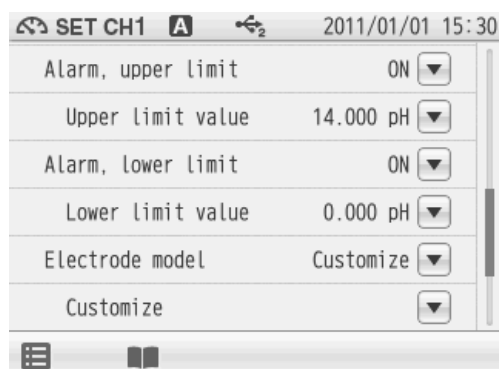 SET CH1 A 2 2011/01/01 15:30
Alarm, upper limit ON
Upper limit value 14.000 pH
Alarm, lower limit ON
Lower limit value 0.000 pH
Electrode model Customize
Customize